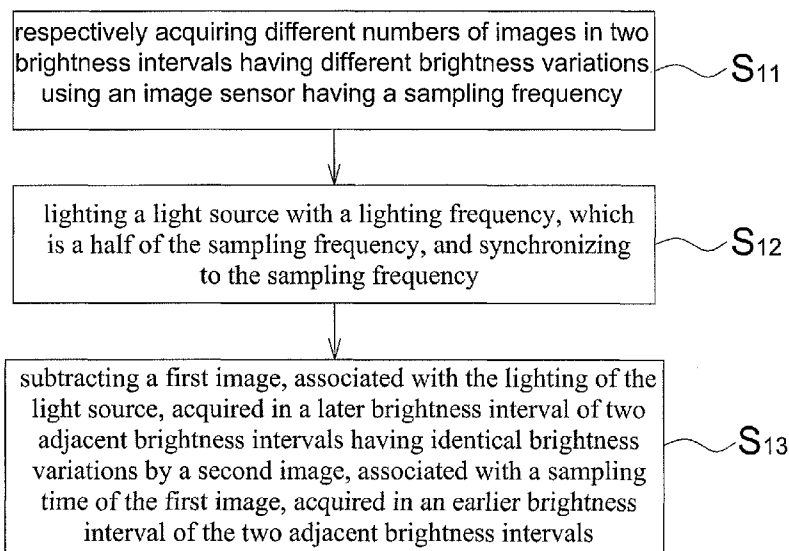 respectively acquiring different numbers of images in two
brightness intervals having different brightness variations
using an image sensor having a sampling frequency
S11
lighting a light source with a lighting frequency, which
is a half of the sampling frequency, and synchronizing
to the sampling frequency
S12
subtracting a first image, associated with the lighting of the
light source, acquired in a later brightness interval of two
adjacent brightness intervals having identical brightness
variations by a second image, associated with a sampling
time of the first image, acquired in an earlier brightness
interval of the two adjacent brightness intervals
S13